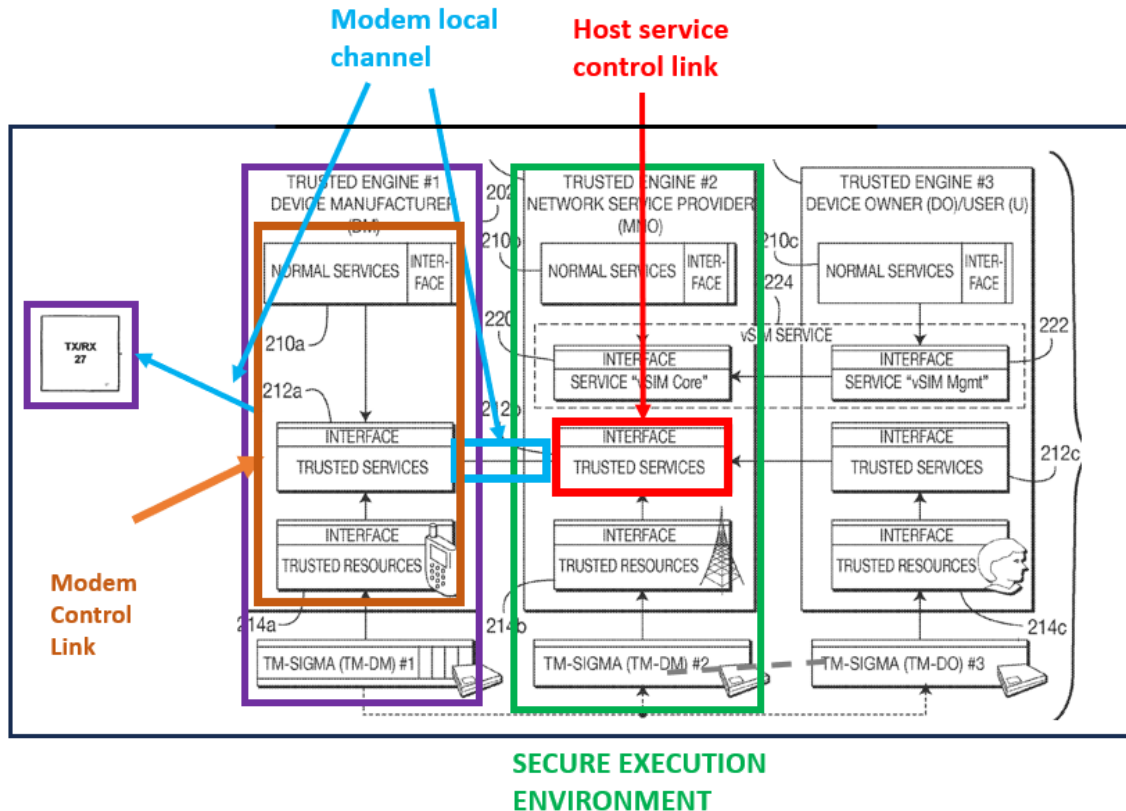 Modem local
channel
Host service
control link
TRUSTED ENGINE #1
DEVICE MANUFACTURER
(DM)
202
TRUSTED ENGINE #2
NETWORK SERVICE PROVIDER
(MNO)
TRUSTED ENGINE #3
DEVICE OWNER (DO)/USER (U)
210b
210c
NORMAL SERVICES
INTER-
FACE
NORMAL SERVICES
INTER-
FACE
NORMAL SERVICES
INTER-
FACE
224
TX/RX
27
210a
220
vSIM SERVICE
222
INTERFACE
SERVICE "vSIM Core"
INTERFACE
SERVICE "vSIM Mgmt"
212a
212b
INTERFACE
TRUSTED SERVICES
INTERFACE
TRUSTED SERVICES
INTERFACE
TRUSTED SERVICES
212c
INTERFACE
TRUSTED RESOURCES
INTERFACE
TRUSTED RESOURCES
INTERFACE
TRUSTED RESOURCES
Modem
Control
Link
214a
214b
214c
TM-SIGMA (TM-DM) #1
TM-SIGMA (TM-DM) #2
TM-SIGMA (TM-DO) #3
SECURE EXECUTION
ENVIRONMENT